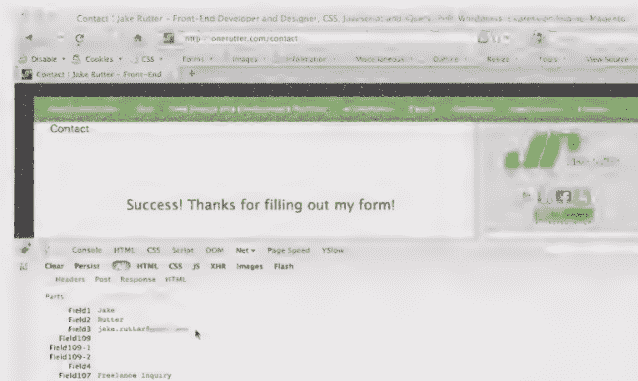 Contact | Jake Rutter - Front-End Developer and Designer, CSS, Javascript and jQuery, PHP, Wordpress, Expression Engine, Magento
http://onerutter.com/contact
Disable Cookies CSS Forms Images Information Miscellaneous Outline Resize Tools View Source
Contact | Jake Rutter - Front-End +
Contact
Success! Thanks for filling out my form!
Console HTML CSS Script DOM Net Page Speed YSlow
Clear Persist HTML CSS JS XHR Images Flash
Headers Post Response HTML
Parts
Field1 Jake
Field2 Rutter
Field3 jake.rutter
Field109
Field109-1
Field109-2
Field4
Field107 Freelance Inquiry